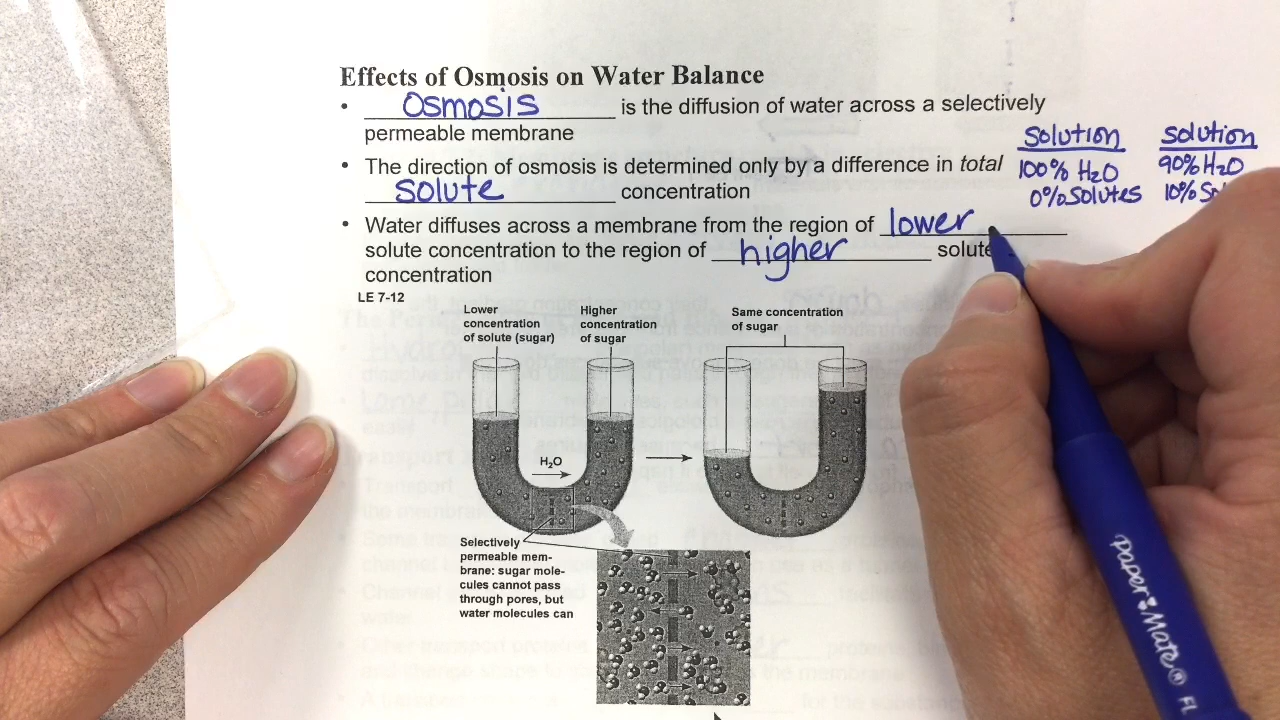 Effects of Osmosis on Water Balance
• Osmosis is the diffusion of water across a selectively
permeable membrane
• The direction of osmosis is determined only by a difference in total
solute concentration
• Water diffuses across a membrane from the region of lower
solute concentration to the region of higher solute
concentration
solution
100% H2O
0% Solutes
solution
90% H2O
10%
LE 7-12
Lower
concentration
of solute (sugar)
Higher
concentration
of sugar
Same concentration
of sugar
H2O
Selectively
permeable mem-
brane: sugar mole-
cules cannot pass
through pores, but
water molecules can
Paper Mate®